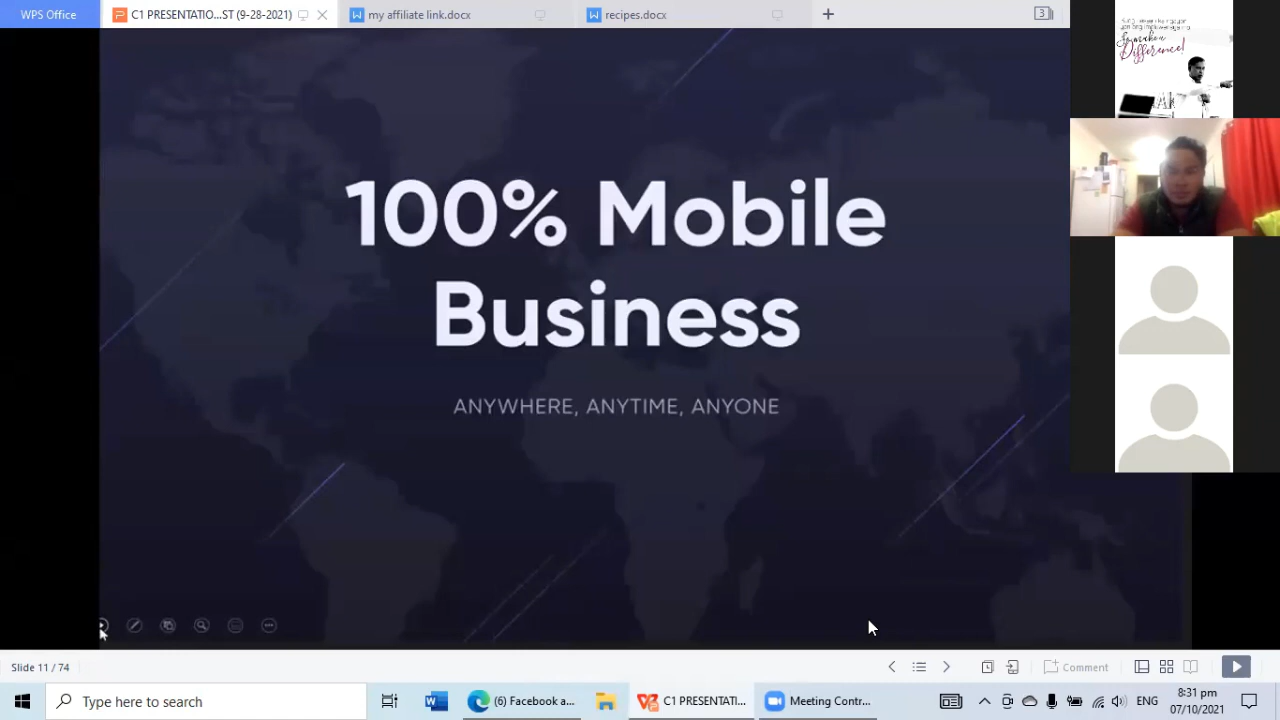 WPS Office
C1 PRESENTATIO...ST (9-28-2021)
my affiliate link.docx
recipes.docx
3
Difference!
100% Mobile
Business
ANYWHERE, ANYTIME, ANYONE
Slide 11 / 74
Comment
Type here to search
(6) Facebook a...
C1 PRESENTATI...
Meeting Contr...
ENG
8:31 pm
07/10/2021